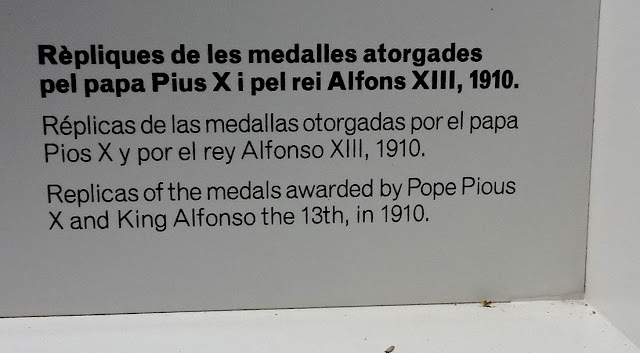 Rèpliques de les medalles atorgades
pel papa Pius X i pel rei Alfons XIII, 1910.
Réplicas de las medallas otorgadas por el papa
Pios X y por el rey Alfonso XIII, 1910.
Replicas of the medals awarded by Pope Pious
X and King Alfonso the 13th, in 1910.